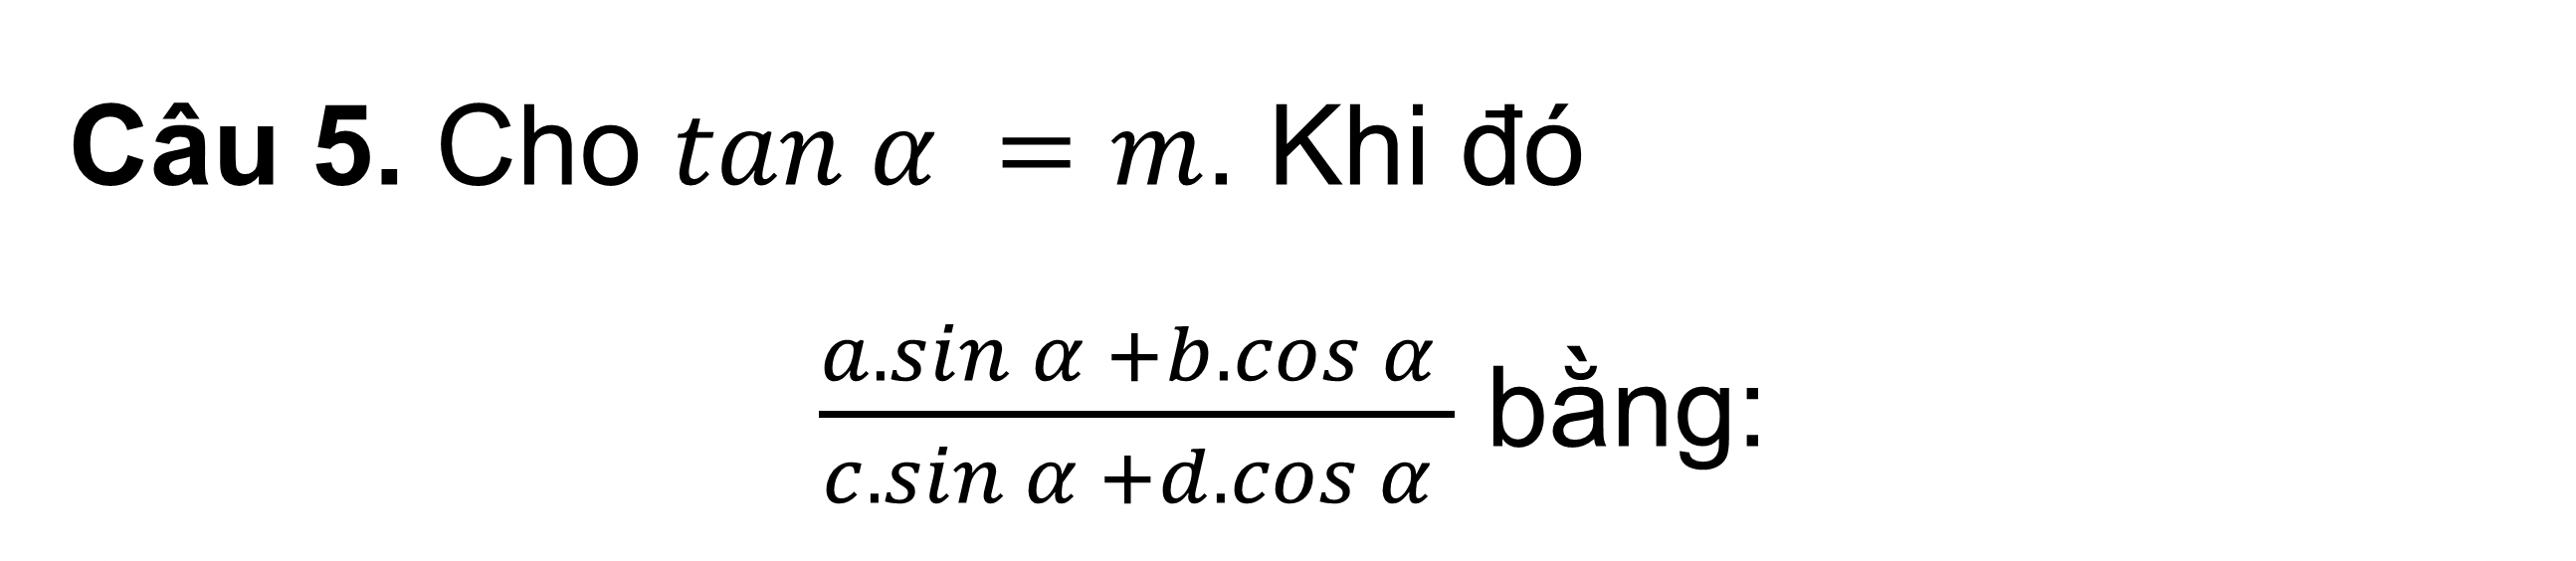 Câu 5. Cho tan α = m. Khi đó
a.sin α +b.cos α
c.sin α +d.cos α
bằng: